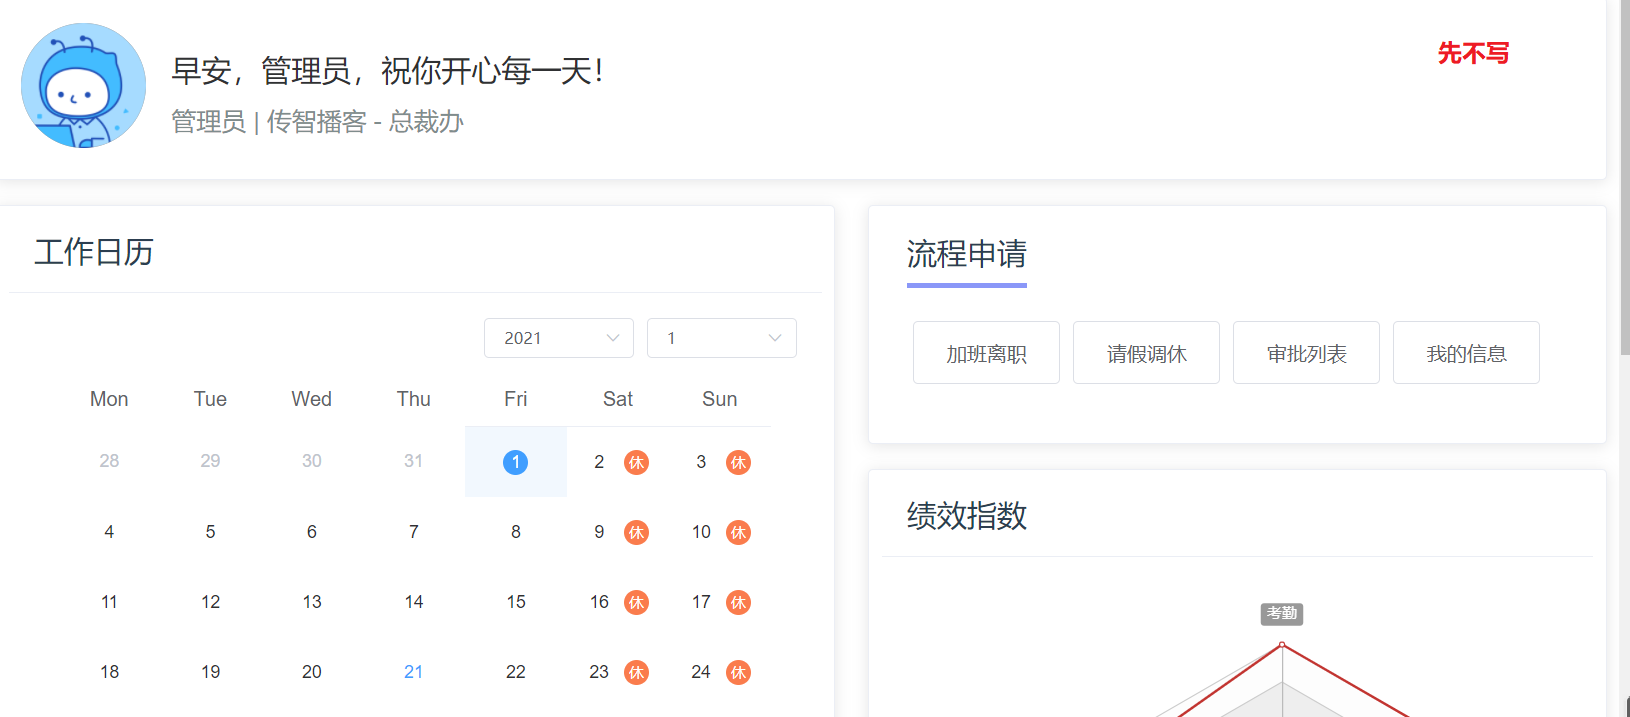 早安，管理员，祝你开心每一天！
先不写
管理员 | 传智播客 - 总裁办
工作日历
2021 1
Mon Tue Wed Thu Fri Sat Sun
28 29 30 31 1 2 休 3 休
4 5 6 7 8 9 休 10 休
11 12 13 14 15 16 休 17 休
18 19 20 21 22 23 休 24 休
流程申请
加班离职 请假调休 审批列表 我的信息
绩效指数
考勤